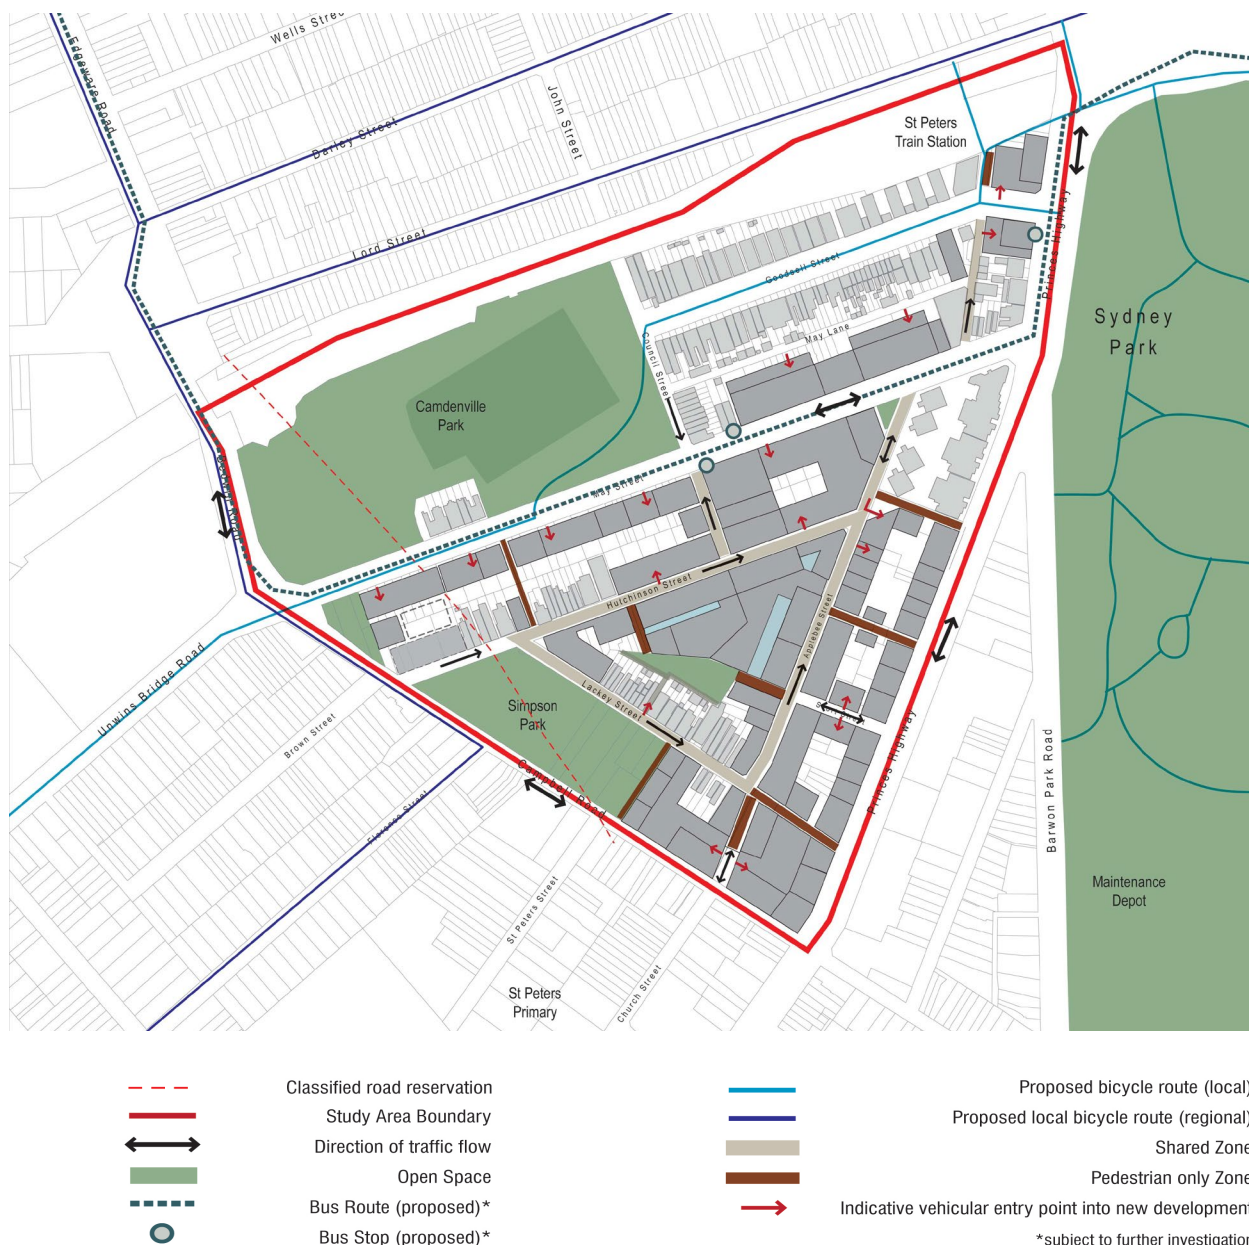 Wells Street
Edgeware Road
John Street
Darley Street
St Peters
Train Station
Lord Street
Princes Highway
Goodsell Street
Sydney
Park
May Lane
Council Street
Camdenville
Park
May Street
Hutchinson Street
Applebee Street
Lackey Street
Simpson
Park
Unwins Bridge Road
Brown Street
Campbell Road
Florence Street
Princes Highway
Barwon Park Road
Maintenance
Depot
St Peters Street
St Peters
Primary
Church Street
Classified road reservation
Study Area Boundary
Direction of traffic flow
Open Space
Bus Route (proposed)*
Bus Stop (proposed)*
Proposed bicycle route (local)
Proposed local bicycle route (regional)
Shared Zone
Pedestrian only Zone
Indicative vehicular entry point into new development
*subject to further investigation